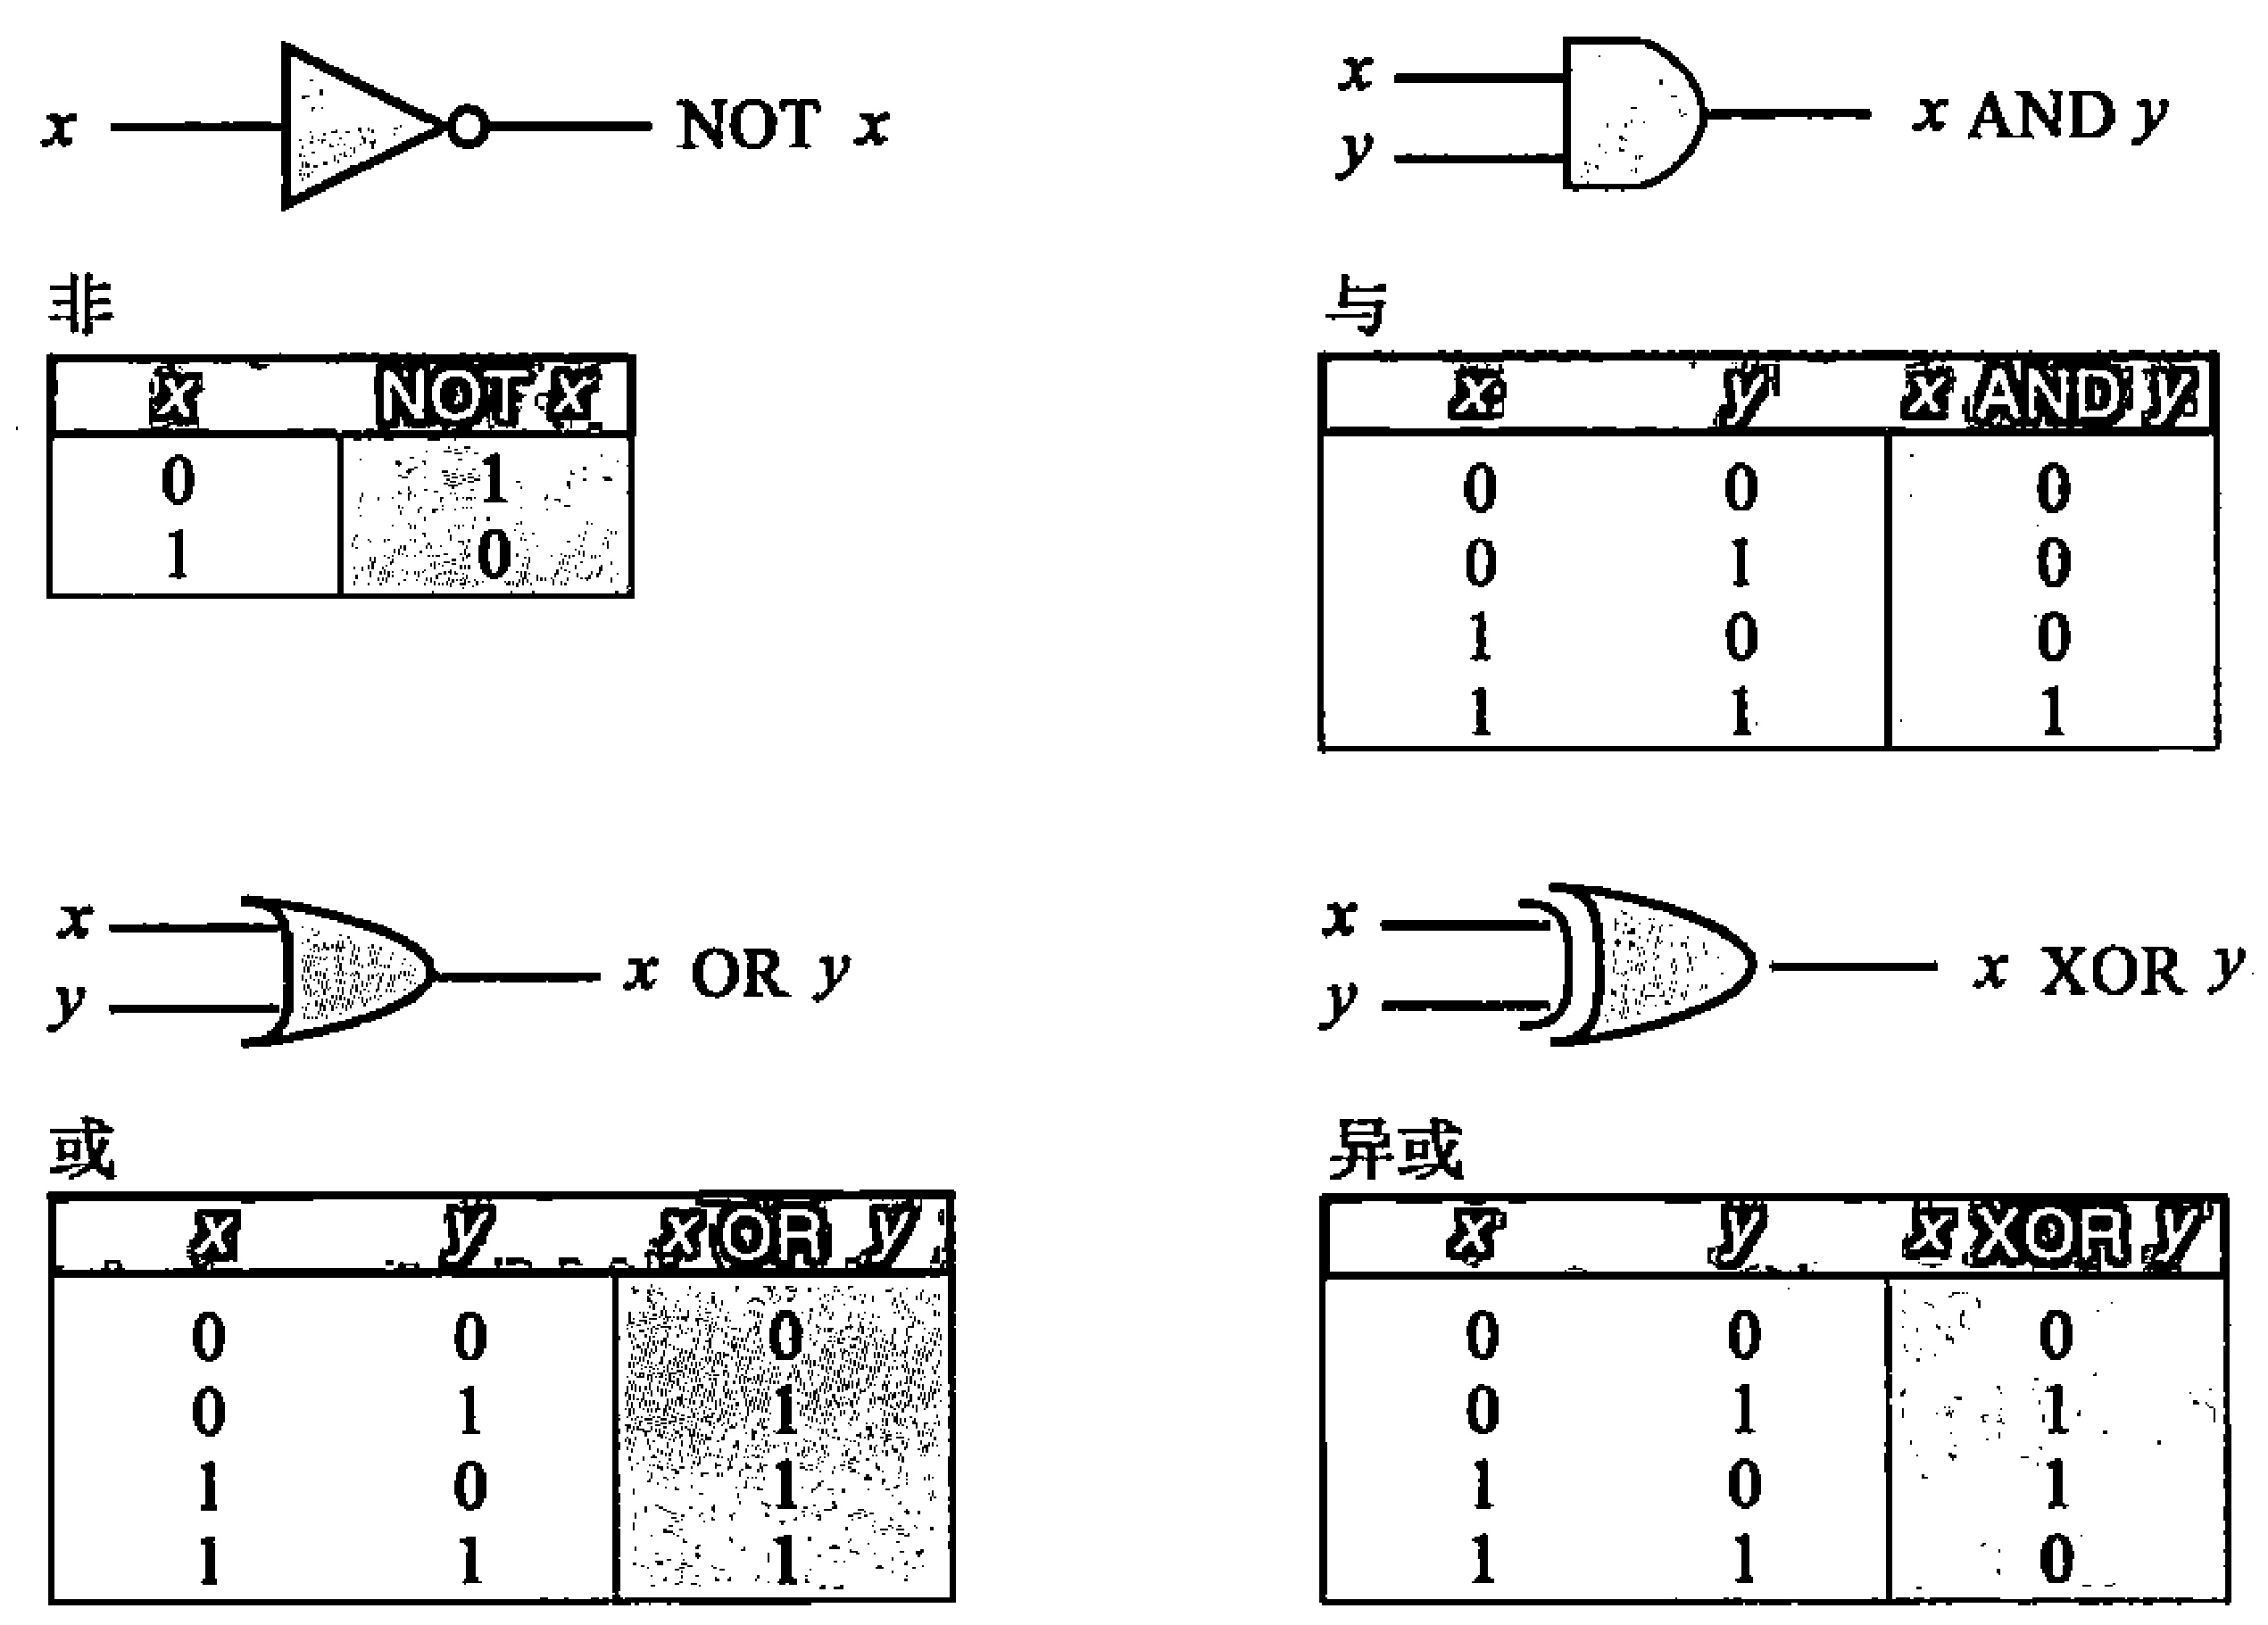 x NOT x
非
x NOT x
0 1
1 0
x
y
x AND y
与
x y x AND y
0 0 0
0 1 0
1 0 0
1 1 1
x
y
x OR y
或
x y x OR y
0 0 0
0 1 1
1 0 1
1 1 1
x
y
x XOR y
异或
x y x XOR y
0 0 0
0 1 1
1 0 1
1 1 0